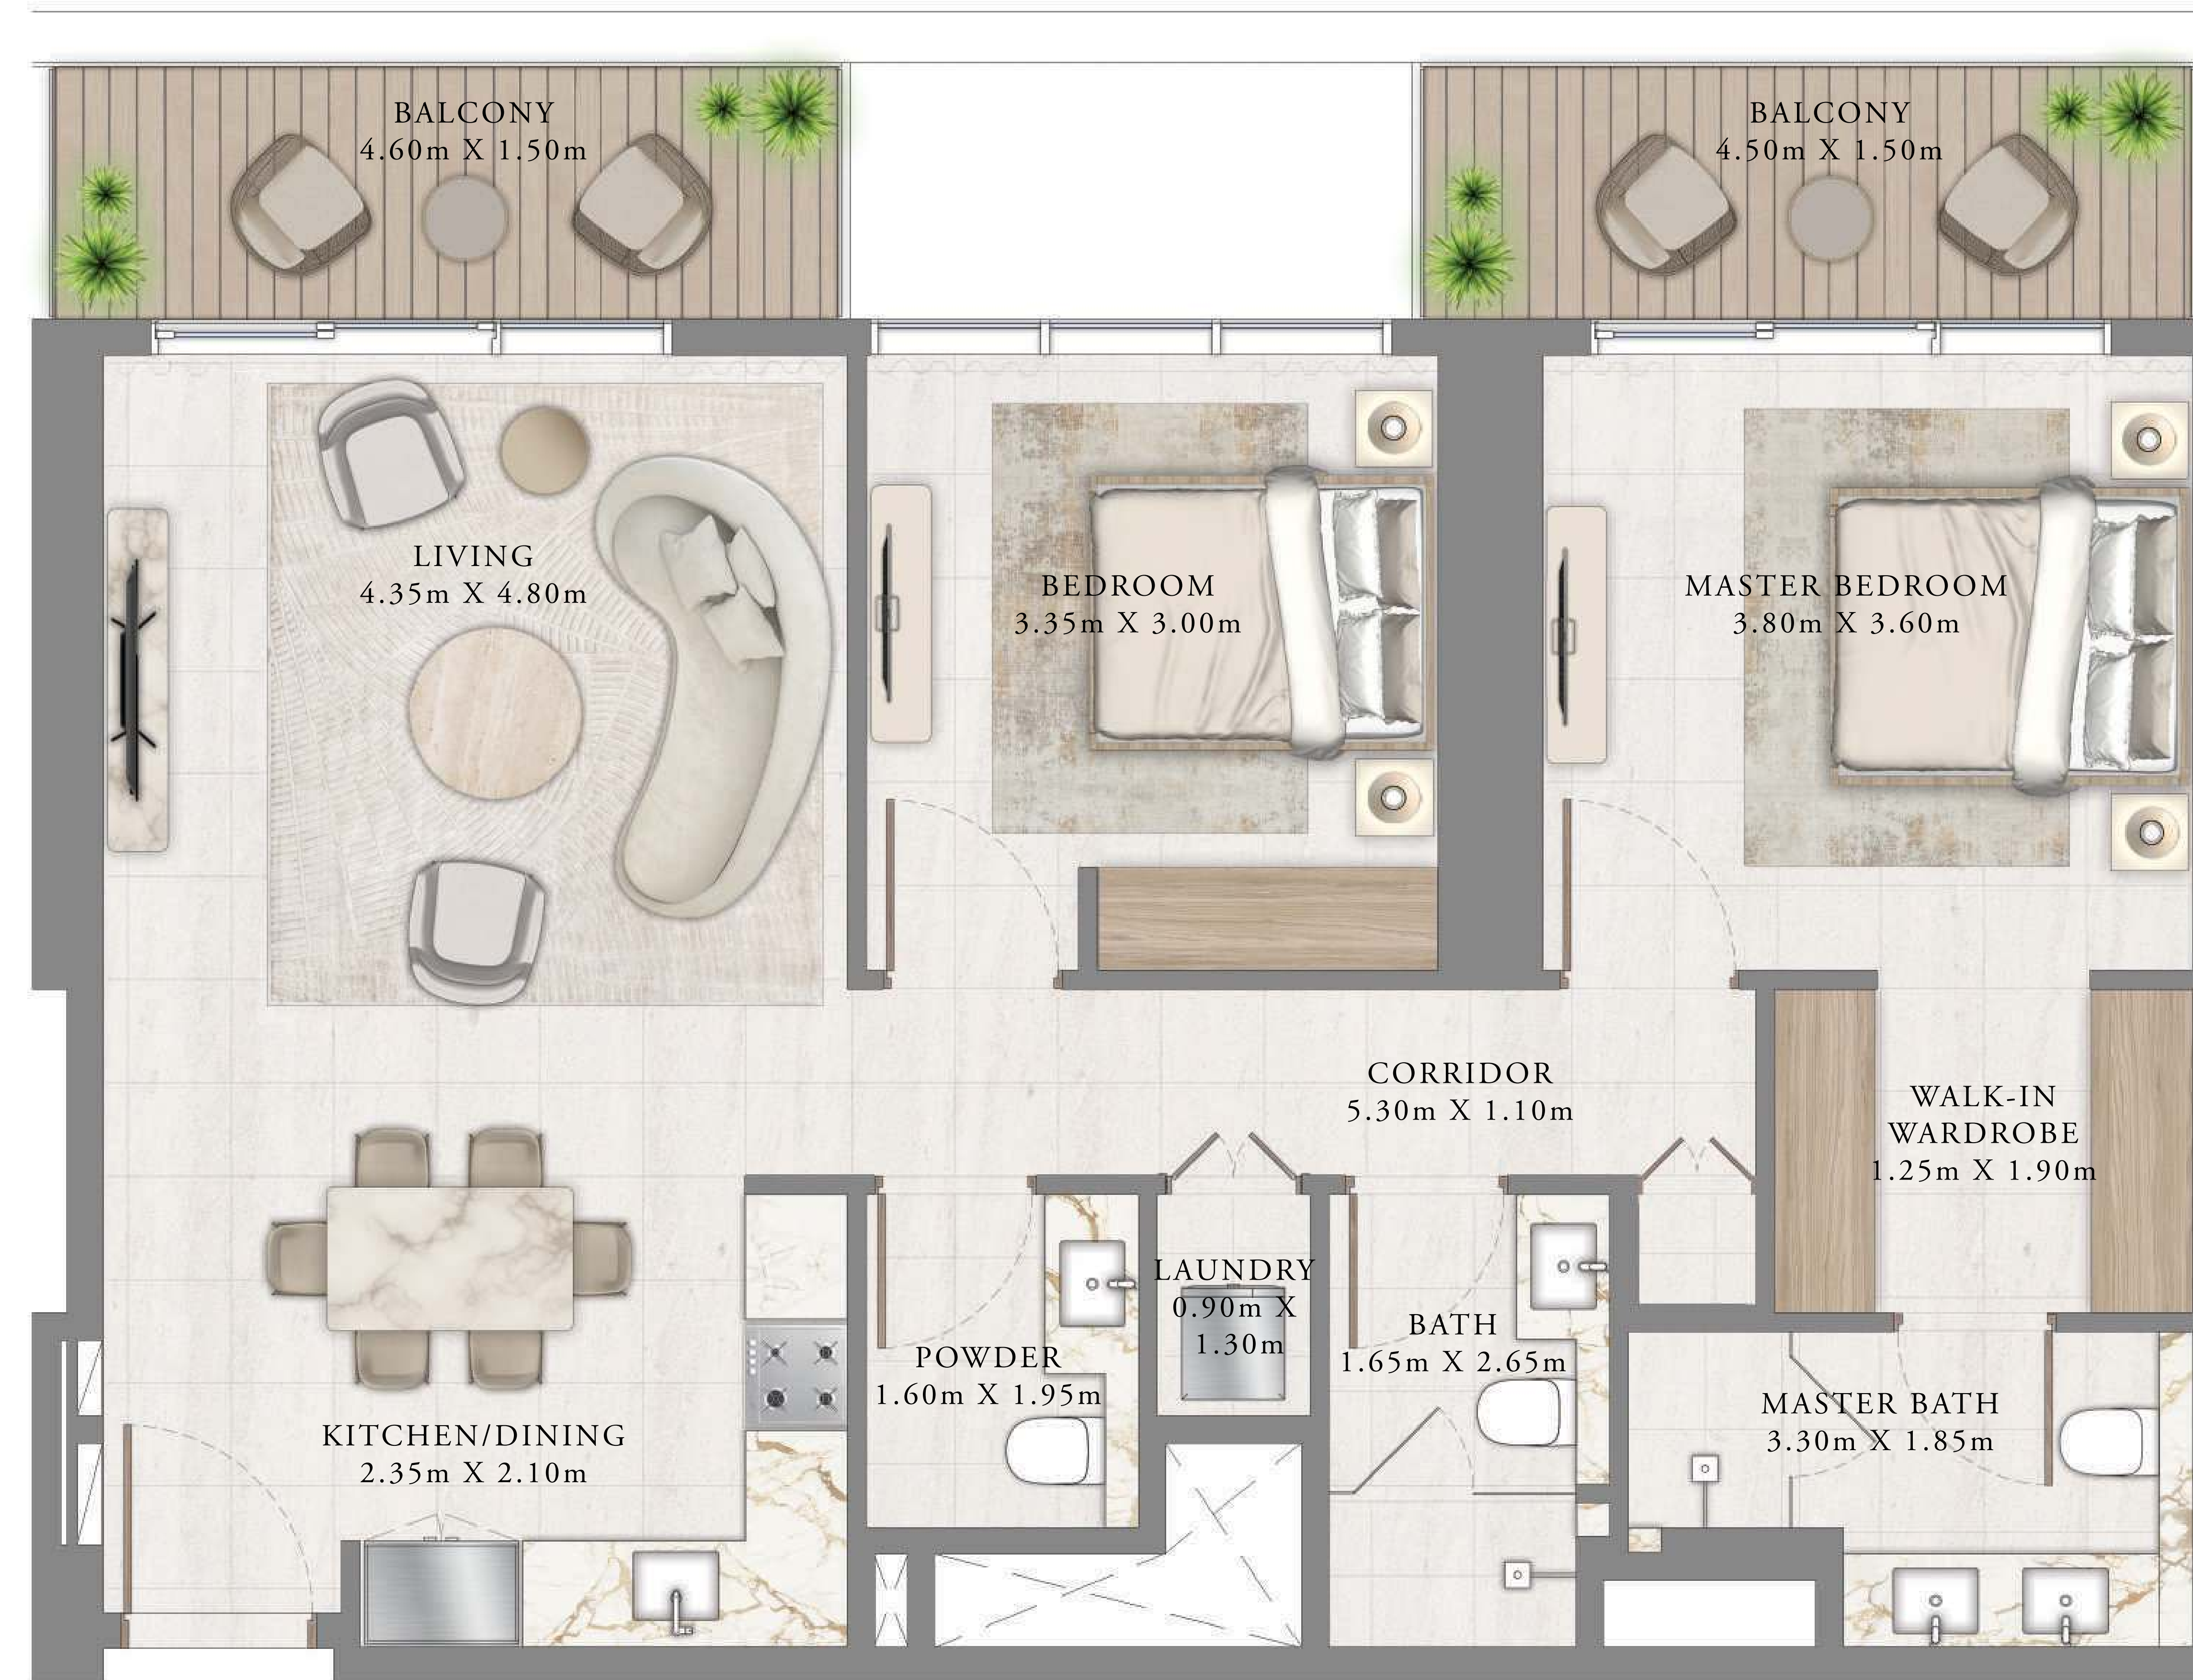 BALCONY
4.60m X 1.50m
BALCONY
4.50m X 1.50m
LIVING
4.35m X 4.80m
BEDROOM
3.35m X 3.00m
MASTER BEDROOM
3.80m X 3.60m
CORRIDOR
5.30m X 1.10m
WALK-IN
WARDROBE
1.25m X 1.90m
LAUNDRY
0.90m X
1.30m
BATH
1.65m X 2.65m
POWDER
1.60m X 1.95m
MASTER BATH
3.30m X 1.85m
KITCHEN/DINING
2.35m X 2.10m